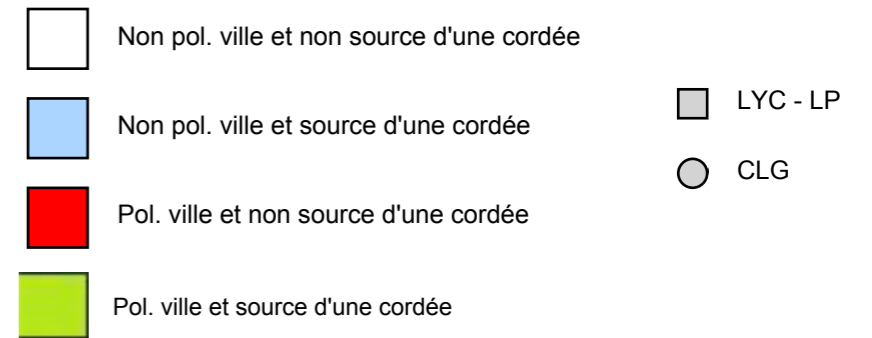 Non pol. ville et non source d'une cordée
Non pol. ville et source d'une cordée
Pol. ville et non source d'une cordée
Pol. ville et source d'une cordée
LYC - LP
CLG